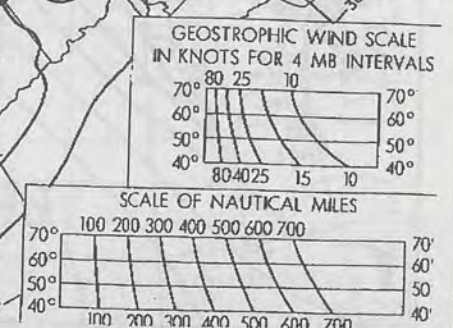 GEOSTROPHIC WIND SCALE
IN KNOTS FOR 4 MB INTERVALS
80 25 10
70° 70°
60° 60°
50° 50°
40° 40°
80 40 25 15 10
SCALE OF NAUTICAL MILES
100 200 300 400 500 600 700
70° 70'
60° 60'
50° 50
40° 40'
100 200 300 400 500 600 700